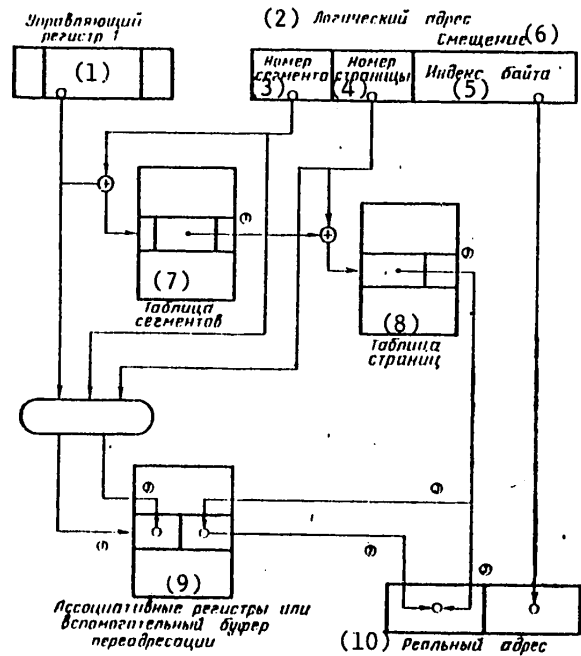 Управляющий
регистр 1
(1)
(2) Логический адрес
Смещение (6)
Номер
сегмента
(3)
Номер
страницы
(4)
Индекс байта
(5)
(7)
Таблица
сегментов
(8)
Таблица
страниц
(9)
Ассоциативные регистры или
вспомогательный буфер
переадресации
(10) Реальный адрес